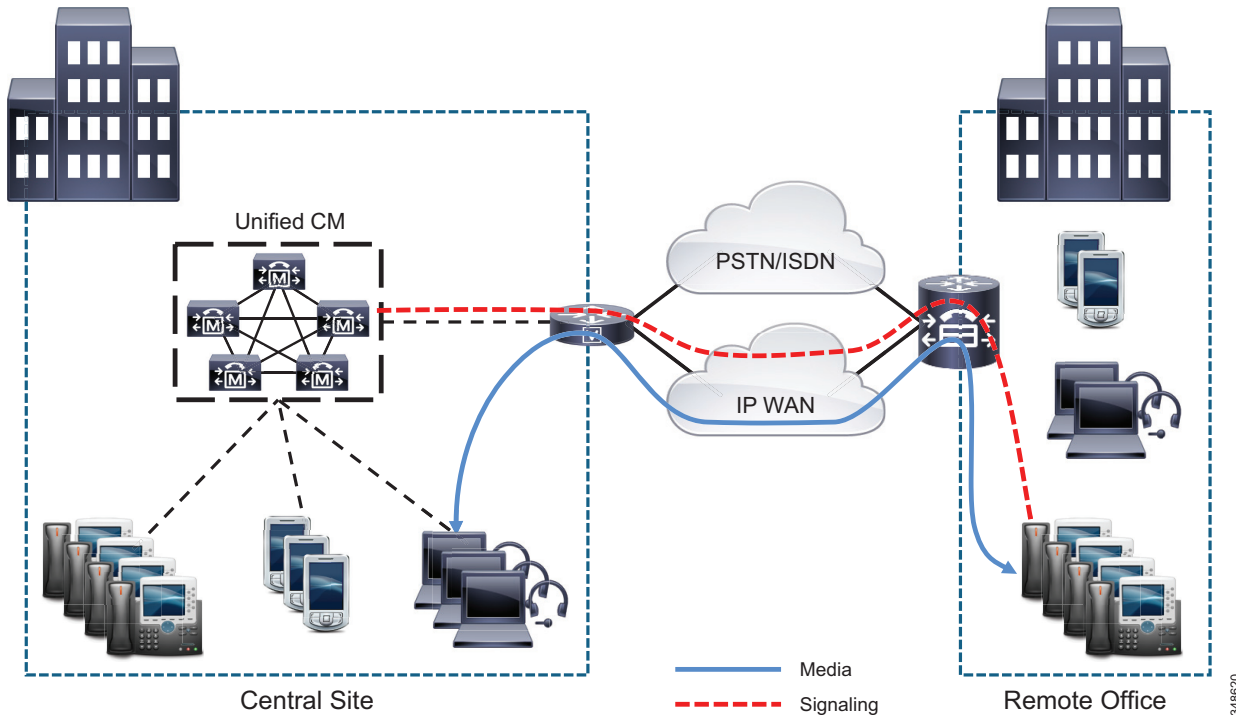 Unified CM
M
M
M
M
M
PSTN/ISDN
IP WAN
V
Media
Signaling
Central Site
Remote Office
348620